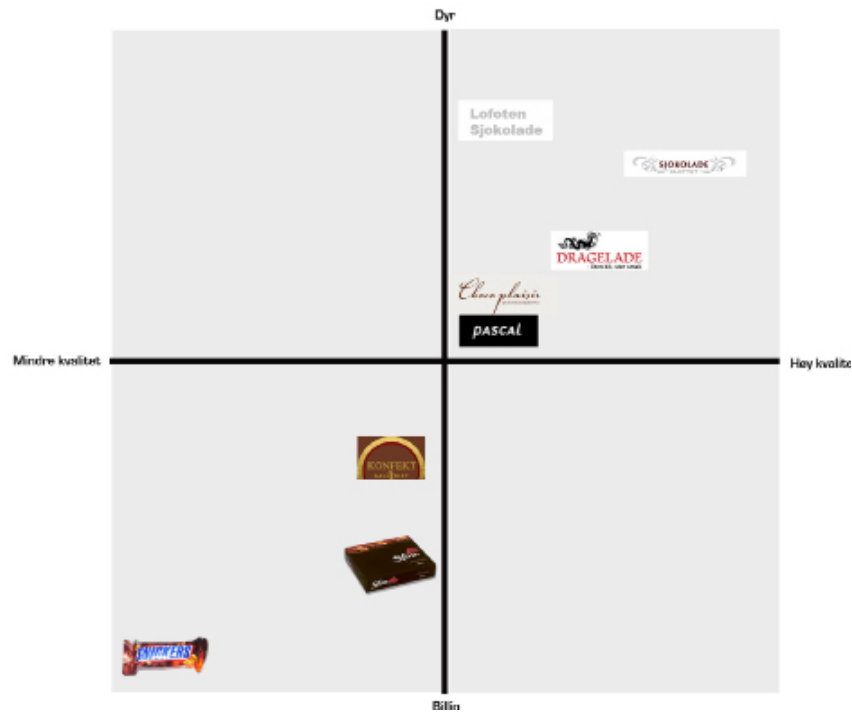 Dyr
Lofoten
Sjokolade
SJOKOLADE
DRAGELADE
Choco plaisir
PASCAL
Mindre kvalitet
Høy kvalite
KONFEKT
SNICKERS
Billig